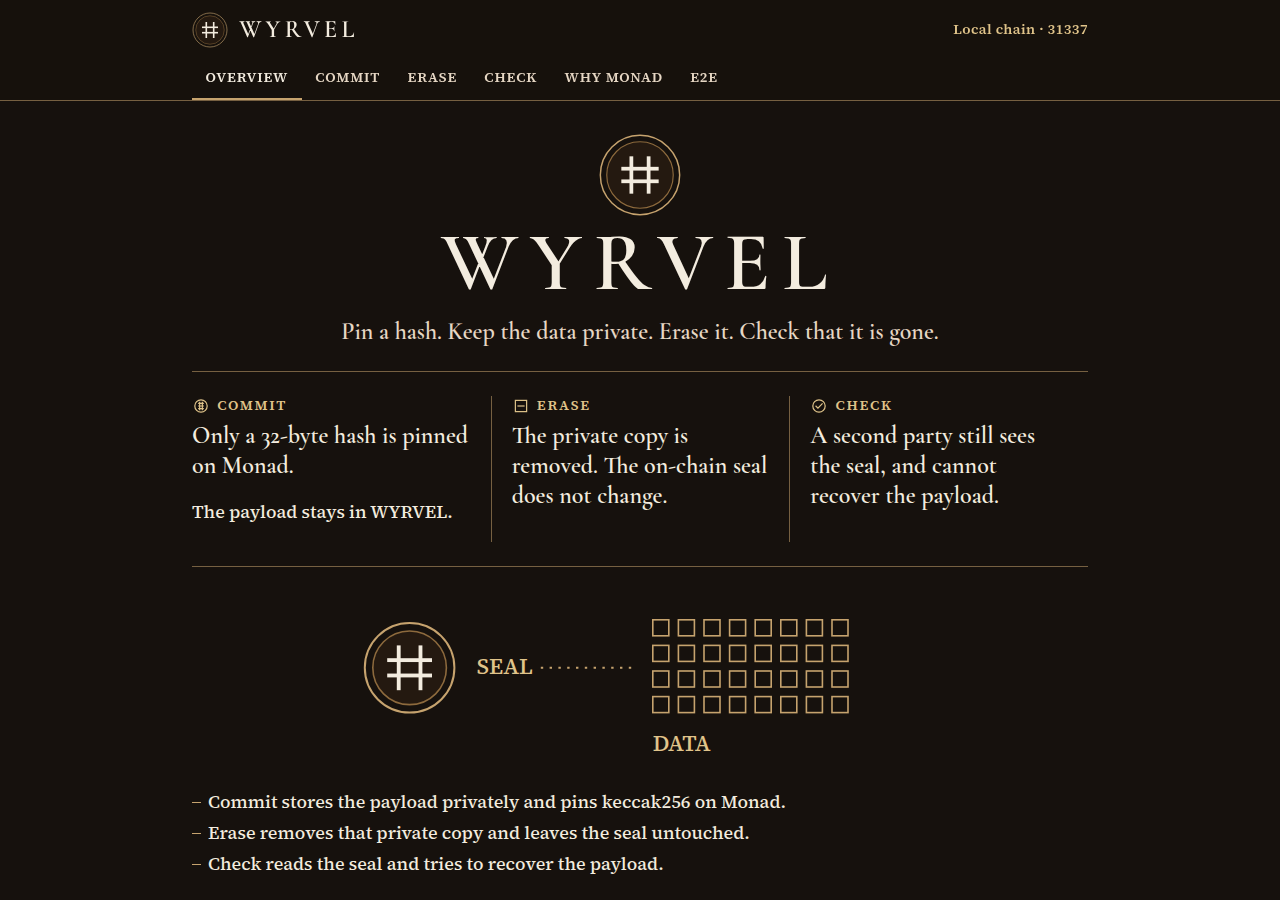 WYRVEL
Local chain · 31337
OVERVIEW COMMIT ERASE CHECK WHY MONAD E2E
WYRVEL
Pin a hash. Keep the data private. Erase it. Check that it is gone.
COMMIT
Only a 32-byte hash is pinned
on Monad.
The payload stays in WYRVEL.
ERASE
The private copy is
removed. The on-chain seal
does not change.
CHECK
A second party still sees
the seal, and cannot
recover the payload.
SEAL
DATA
– Commit stores the payload privately and pins keccak256 on Monad.
– Erase removes that private copy and leaves the seal untouched.
– Check reads the seal and tries to recover the payload.